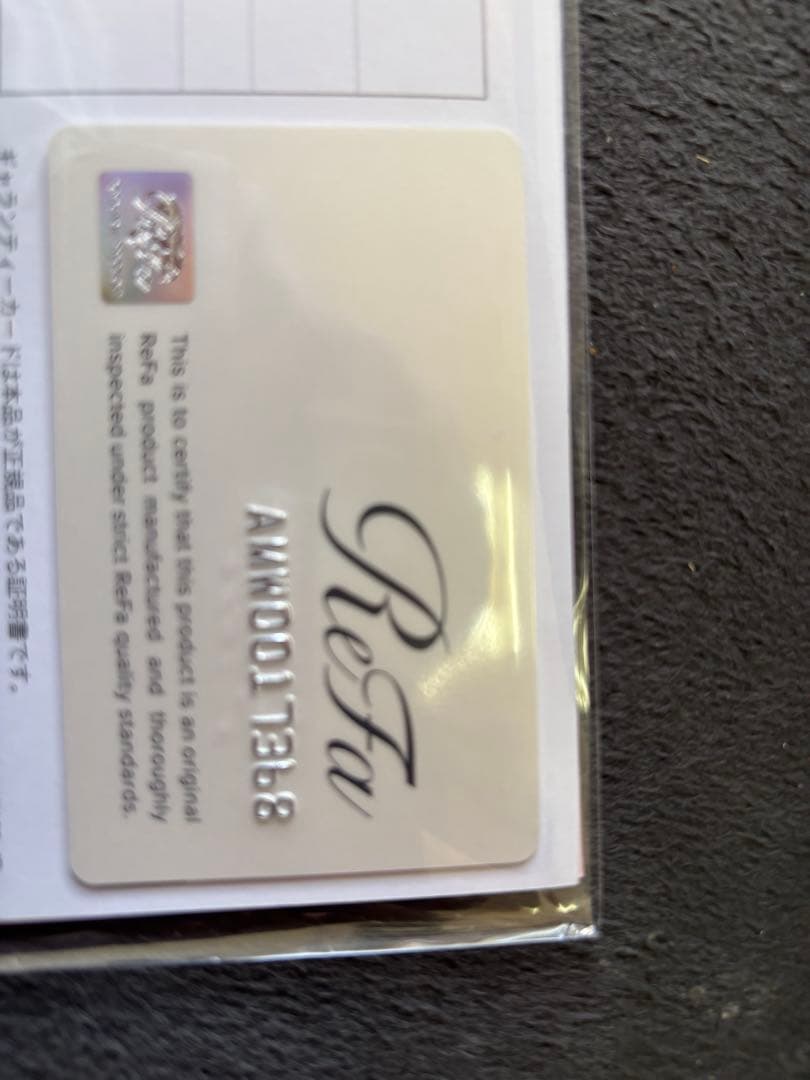 ReFa
AMW0017368
This is to certify that this product is an original
ReFa product manufactured and thoroughly
inspected under strict ReFa quality standards.
ギャランティーカードは本品が正規品である証明書です。